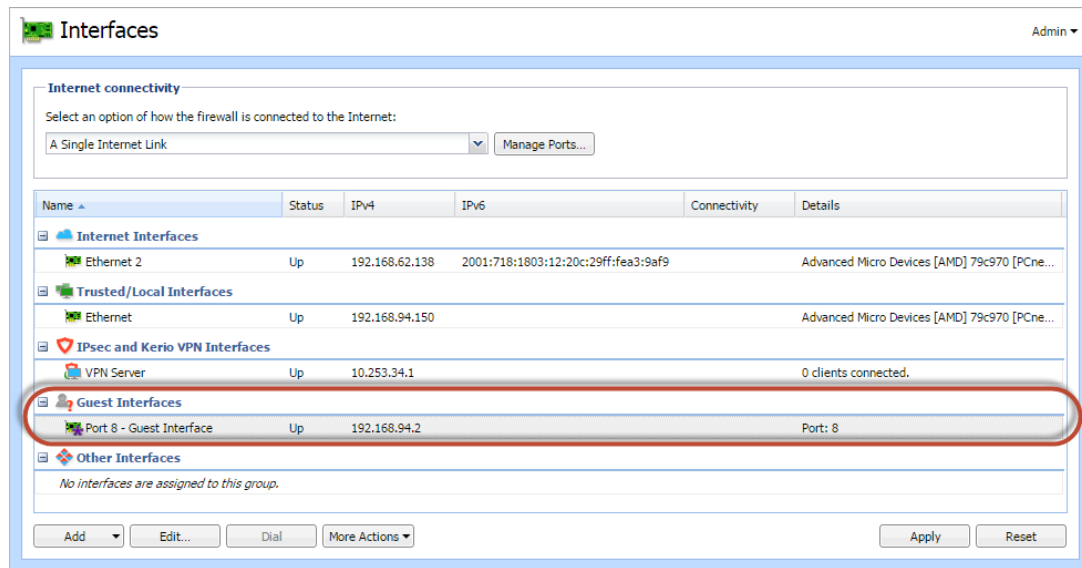 Interfaces
Admin
Internet connectivity
Select an option of how the firewall is connected to the Internet:
A Single Internet Link Manage Ports...
Name Status IPv4 IPv6 Connectivity Details
Internet Interfaces
Ethernet 2 Up 192.168.62.138 2001:718:1803:12:20c:29ff:fea3:9af9 Advanced Micro Devices [AMD] 79c970 [PCne...
Trusted/Local Interfaces
Ethernet Up 192.168.94.150 Advanced Micro Devices [AMD] 79c970 [PCne...
IPsec and Kerio VPN Interfaces
VPN Server Up 10.253.34.1 0 clients connected.
Guest Interfaces
Port 8 - Guest Interface Up 192.168.94.2 Port: 8
Other Interfaces
No interfaces are assigned to this group.
Add Edit... Dial More Actions Apply Reset